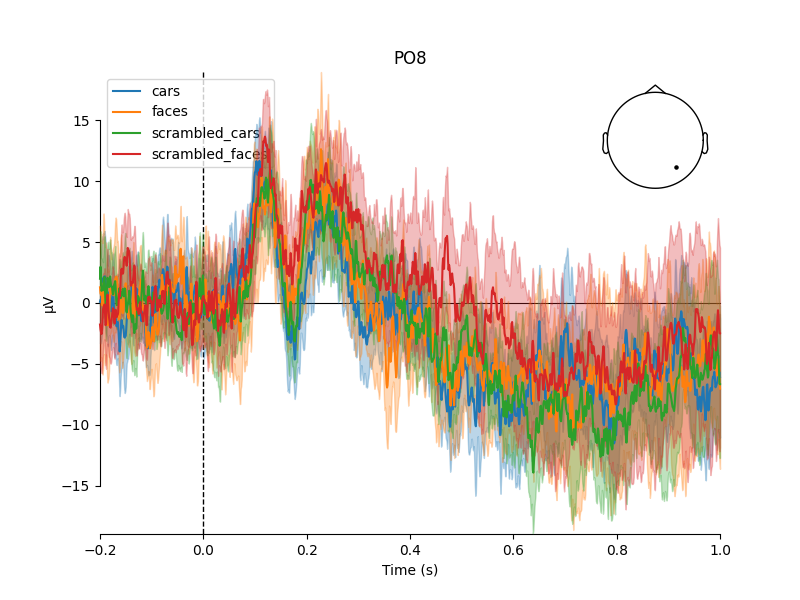 PO8
cars
faces
scrambled_cars
scrambled_faces
15
10
5
0
−5
−10
−15
µV
−0.2 0.0 0.2 0.4 0.6 0.8 1.0
Time (s)